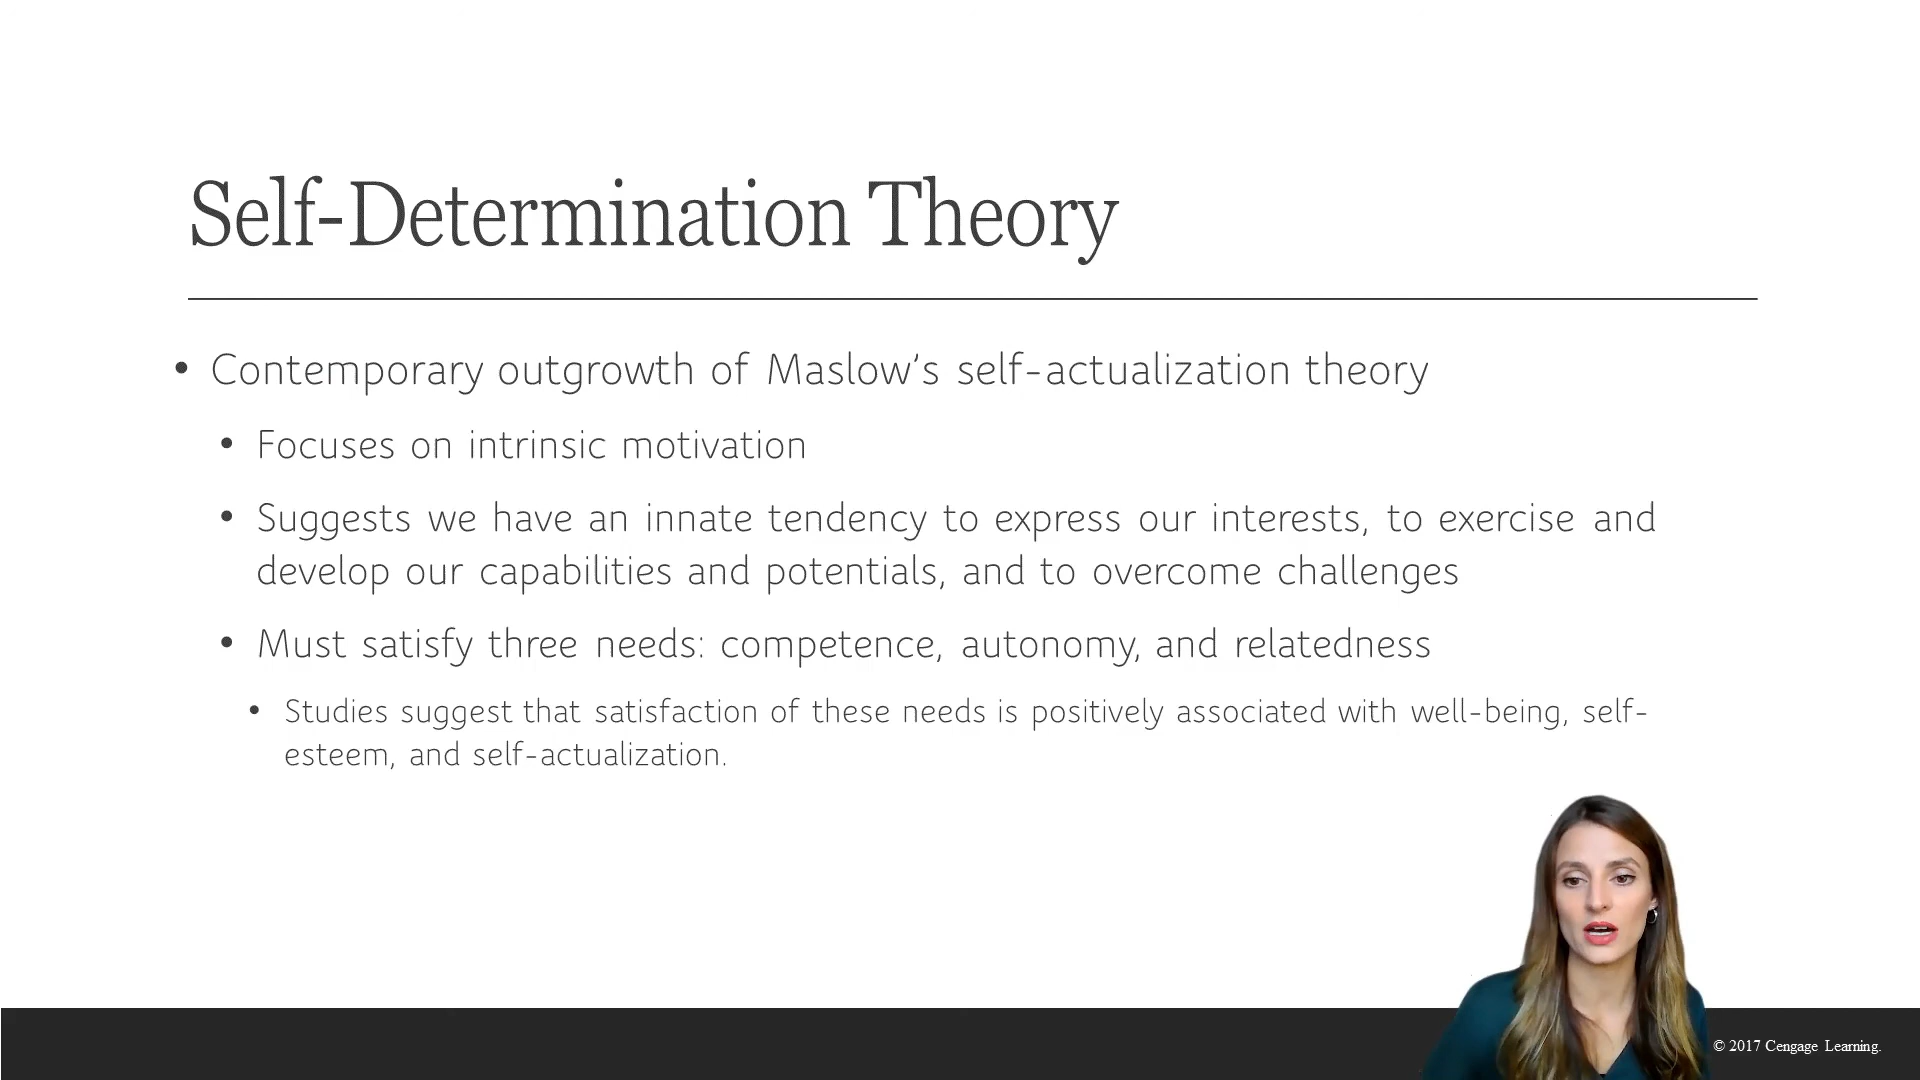 Self-Determination Theory
• Contemporary outgrowth of Maslow’s self-actualization theory
• Focuses on intrinsic motivation
• Suggests we have an innate tendency to express our interests, to exercise and
develop our capabilities and potentials, and to overcome challenges
• Must satisfy three needs: competence, autonomy, and relatedness
• Studies suggest that satisfaction of these needs is positively associated with well-being, self-
esteem, and self-actualization.
© 2017 Cengage Learning.